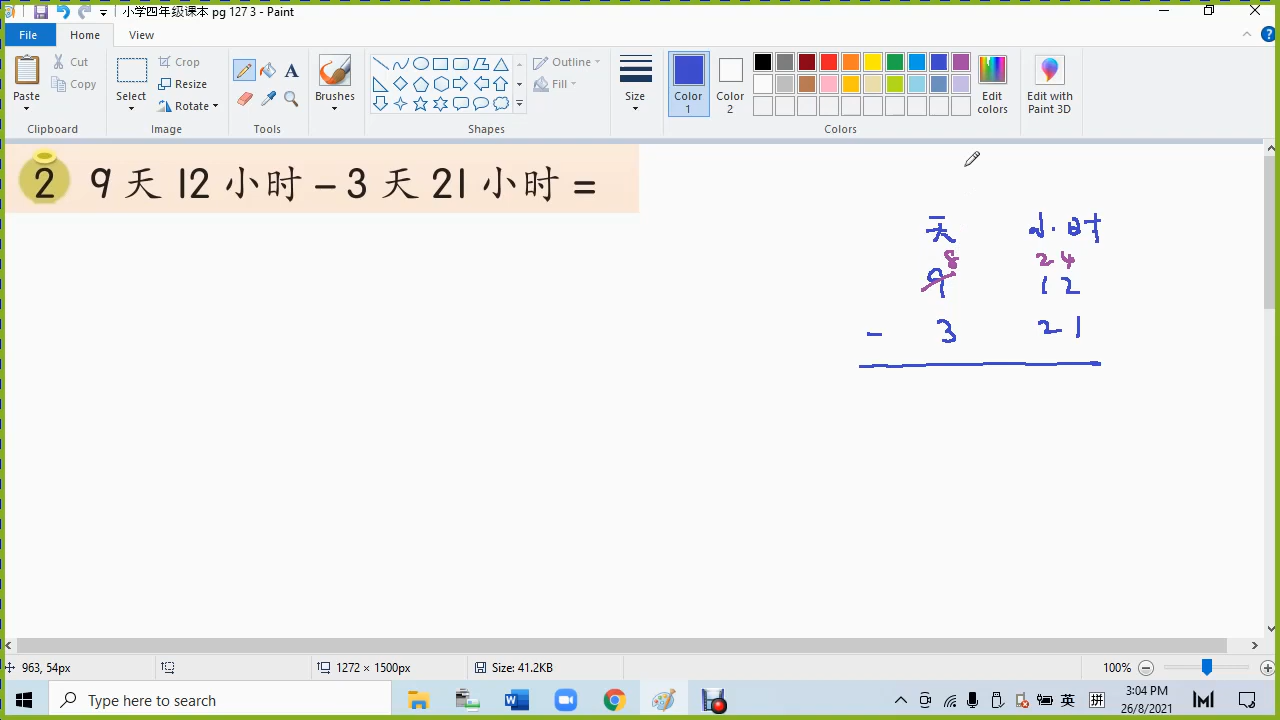 小学四年级课本 pg 127 3 - Paint
File Home View
Paste Cut Copy Select Crop Resize Rotate A Brushes Outline Fill Size Color 1 Color 2 Edit colors Edit with Paint 3D
Clipboard Image Tools Shapes Colors
2 9 天 12 小时 – 3 天 21 小时 =
天 小时
8 24
9 12
- 3 21
963, 54px 1272 × 1500px Size: 41.2KB 100%
Type here to search
英 拼 3:04 PM
26/8/2021